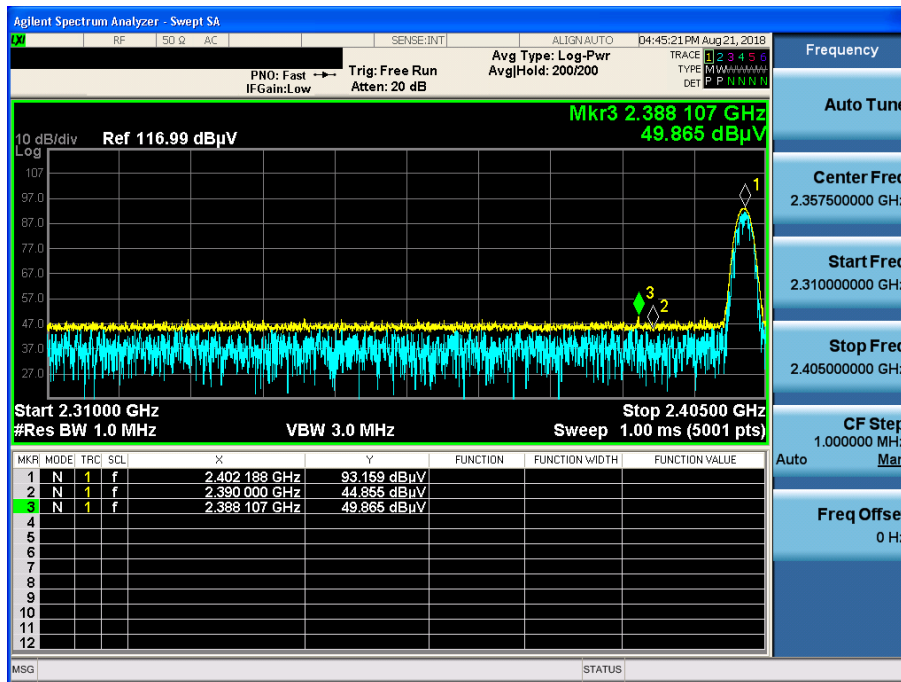 Agilent Spectrum Analyzer - Swept SA
LXI RF 50 Ω AC SENSE:INT ALIGN AUTO 04:45:21 PM Aug 21, 2018
PNO: Fast Trig: Free Run Avg Type: Log-Pwr TRACE 1 2 3 4 5 6
IFGain:Low Atten: 20 dB Avg|Hold: 200/200 TYPE
DET P P N N N N
Mkr3 2.388 107 GHz
49.865 dBµV
10 dB/div Ref 116.99 dBµV
Log
107
97.0
87.0
77.0
67.0
57.0
47.0
37.0
27.0
1
3
2
Start 2.31000 GHz Stop 2.40500 GHz
#Res BW 1.0 MHz VBW 3.0 MHz Sweep 1.00 ms (5001 pts)
MKR MODE TRC SCL X Y FUNCTION FUNCTION WIDTH FUNCTION VALUE
1 N 1 f 2.402 188 GHz 93.159 dBµV
2 N 1 f 2.390 000 GHz 44.855 dBµV
3 N 1 f 2.388 107 GHz 49.865 dBµV
4
5
6
7
8
9
10
11
12
MSG STATUS
Frequency
Auto Tune
Center Freq
2.357500000 GHz
Start Freq
2.310000000 GHz
Stop Freq
2.405000000 GHz
CF Step
1.000000 MHz
Auto Man
Freq Offset
0 Hz